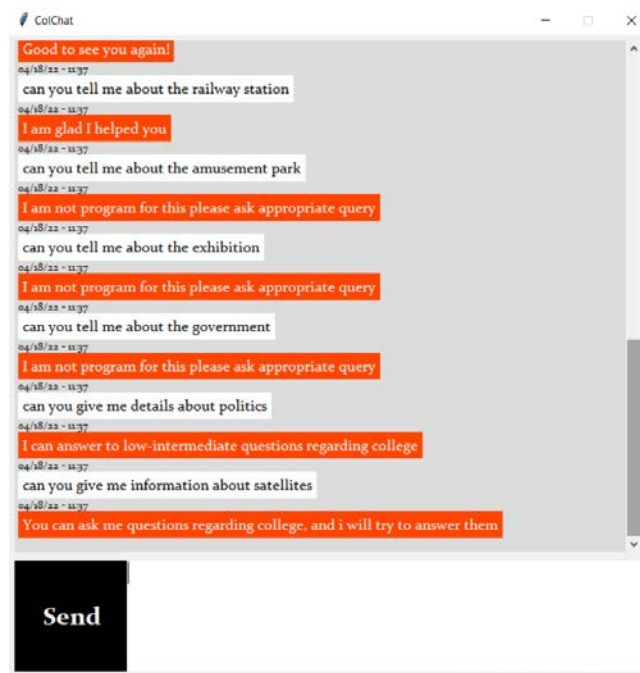 ColChat
Good to see you again!
04/18/22 - 11:37
can you tell me about the railway station
04/18/22 - 11:37
I am glad I helped you
04/18/22 - 11:37
can you tell me about the amusement park
04/18/22 - 11:37
I am not program for this please ask appropriate query
04/18/22 - 11:37
can you tell me about the exhibition
04/18/22 - 11:37
I am not program for this please ask appropriate query
04/18/22 - 11:37
can you tell me about the government
04/18/22 - 11:37
I am not program for this please ask appropriate query
04/18/22 - 11:37
can you give me details about politics
04/18/22 - 11:37
I can answer to low-intermediate questions regarding college
04/18/22 - 11:37
can you give me information about satellites
04/18/22 - 11:37
You can ask me questions regarding college, and i will try to answer them
Send